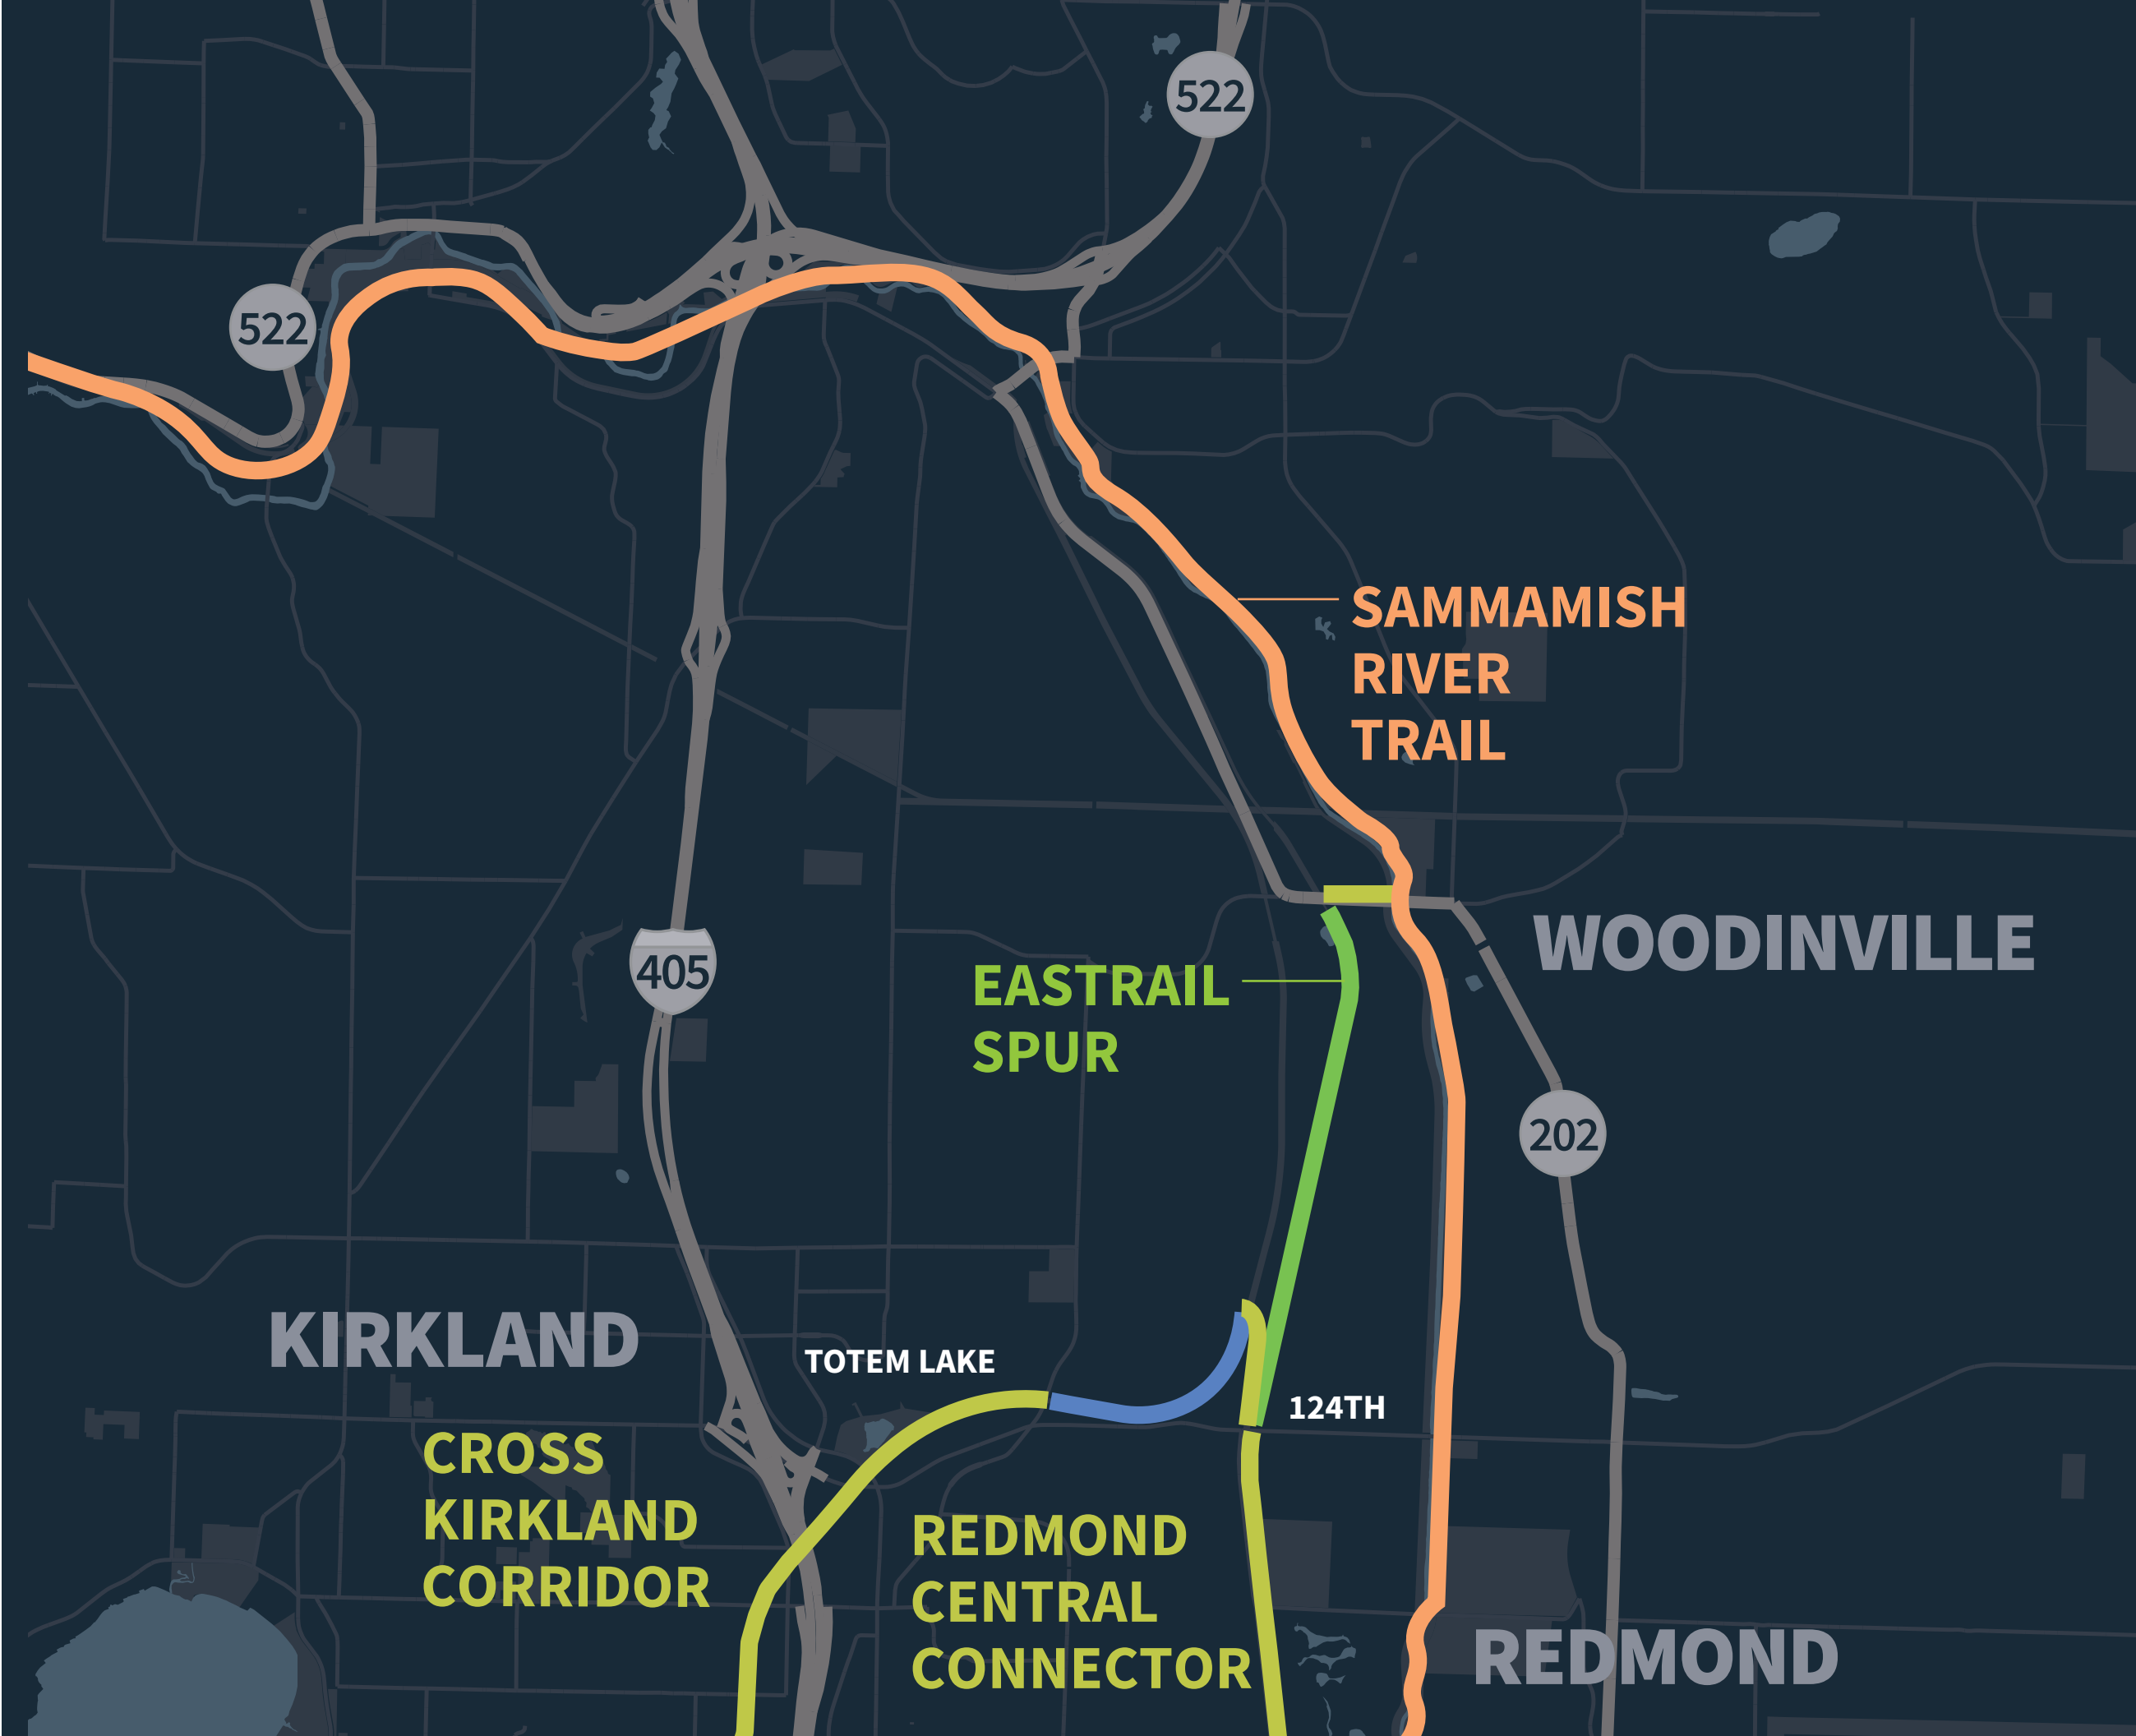 522
522
SAMMAMISH
RIVER
TRAIL
WOODINVILLE
405
EASTRAIL
SPUR
202
KIRKLAND
TOTEM LAKE
124TH
CROSS
KIRKLAND
CORRIDOR
REDMOND
CENTRAL
CONNECTOR
REDMOND